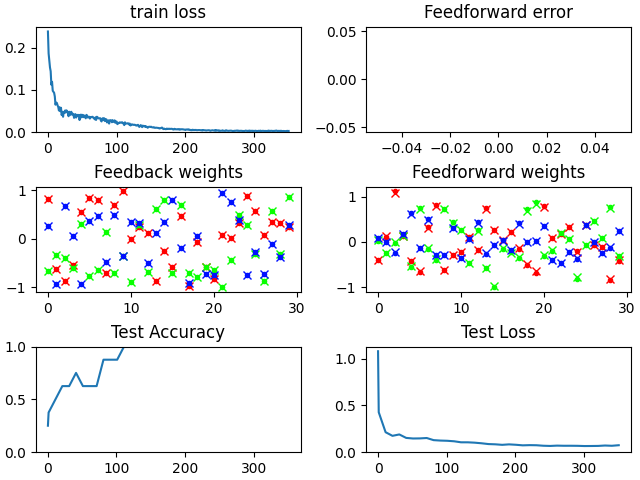 train loss
Feedforward error
0.2
0.1
0.0
0 100 200 300
0.05
0.00
−0.05
−0.04 −0.02 0.00 0.02 0.04
Feedback weights
Feedforward weights
1
0
−1
0 10 20 30
1
0
−1
0 10 20 30
Test Accuracy
Test Loss
1.0
0.5
0.0
0 100 200 300
1.0
0.5
0.0
0 100 200 300